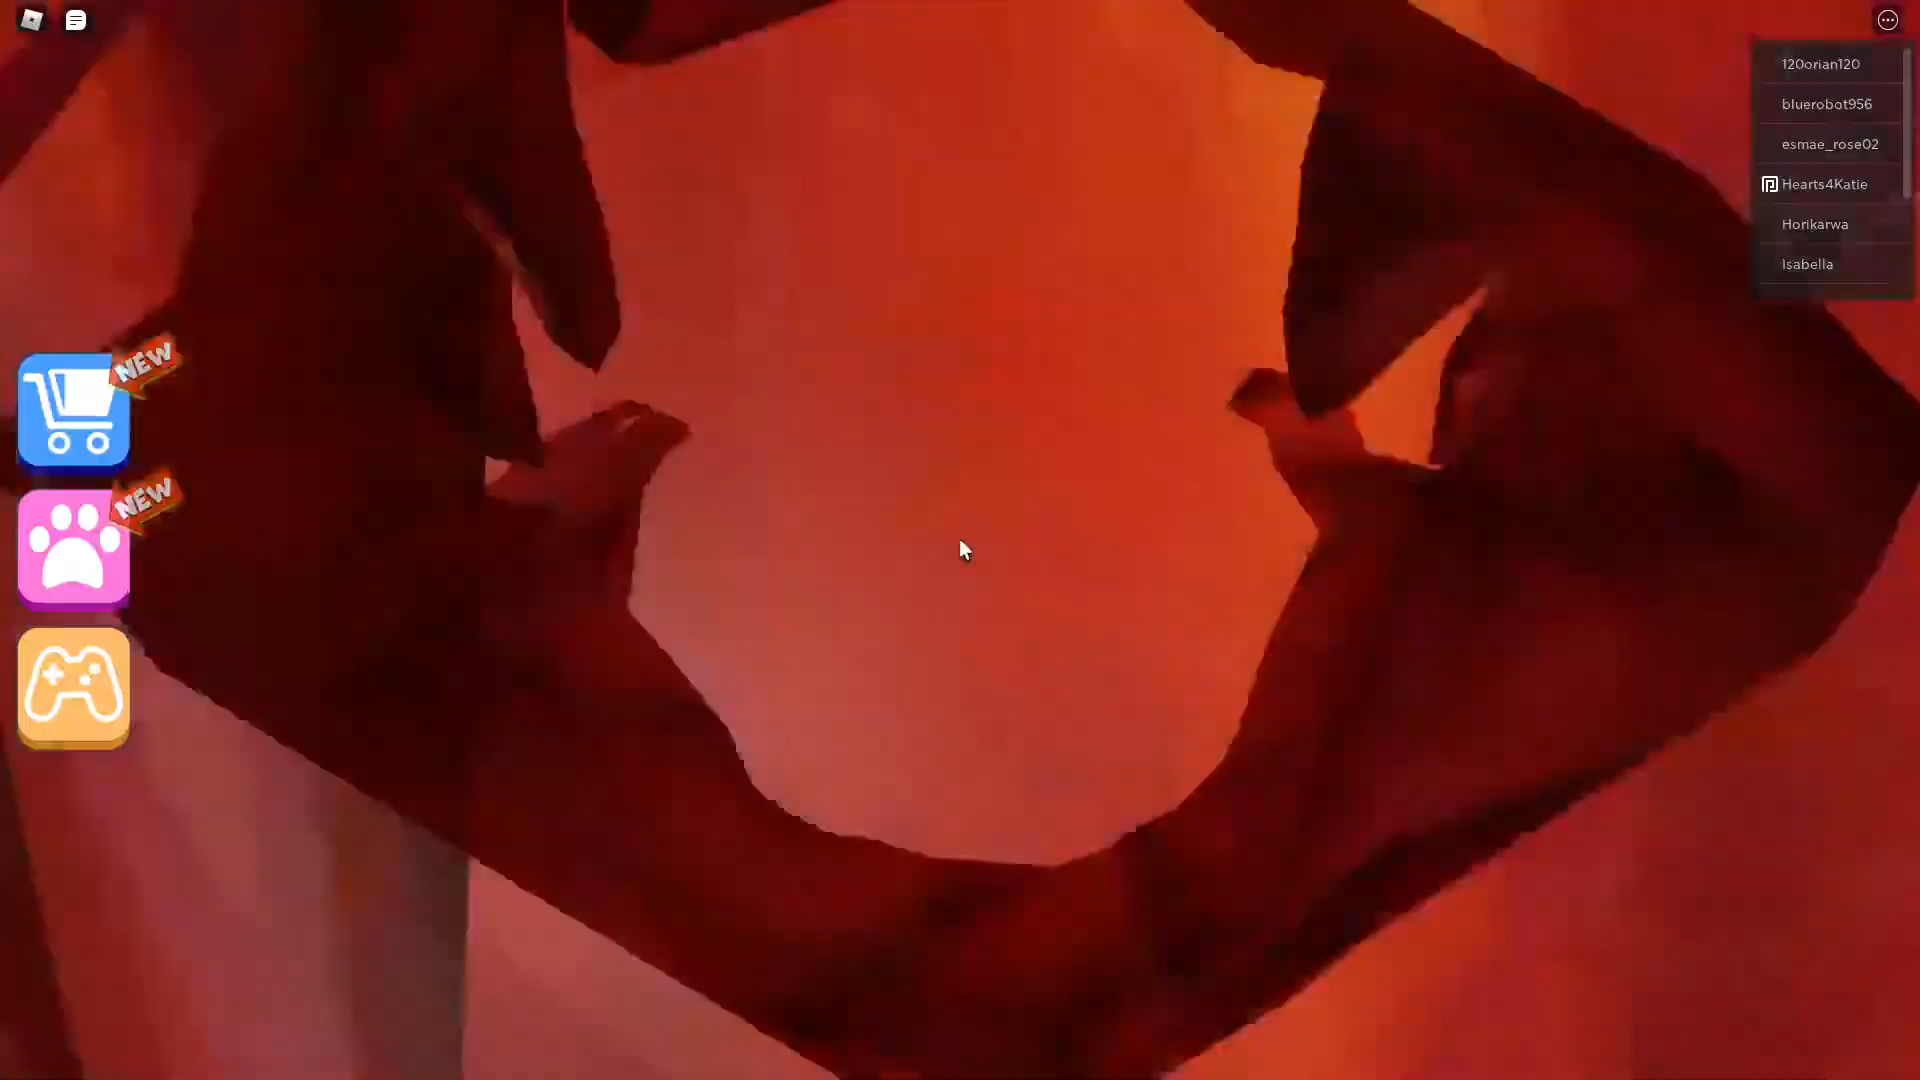 120orian120
bluerobot956
esmae_rose02
Hearts4Katie
Horikarwa
Isabella
NEW
NEW